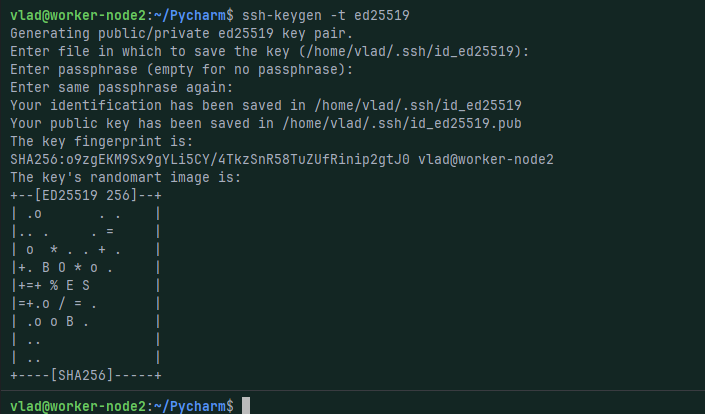 vlad@worker-node2:~/Pycharm$ ssh-keygen -t ed25519
Generating public/private ed25519 key pair.
Enter file in which to save the key (/home/vlad/.ssh/id_ed25519):
Enter passphrase (empty for no passphrase):
Enter same passphrase again:
Your identification has been saved in /home/vlad/.ssh/id_ed25519
Your public key has been saved in /home/vlad/.ssh/id_ed25519.pub
The key fingerprint is:
SHA256:o9zgEKM9Sx9gYLi5CY/4TkzSnR58TuZUfRinip2gtJ0 vlad@worker-node2
The key's randomart image is:
+--[ED25519 256]--+
| .o       . .    |
|.. .     . =     |
| o  * . . + .    |
|+. B O * o .     |
|+=+ % E S        |
|=+.o / = .       |
| .o o B .        |
| ..              |
| ..              |
+----[SHA256]-----+
vlad@worker-node2:~/Pycharm$